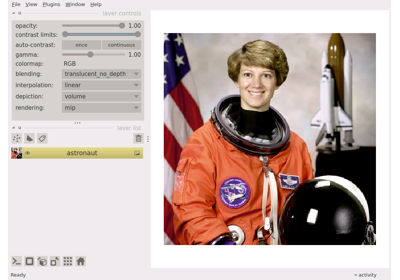 File View Plugins Window Help
layer controls
opacity: 1.00
contrast limits:
auto-contrast: once continuous
gamma: 1.00
colormap: RGB
blending: translucent_no_depth
interpolation: linear
depiction: volume
rendering: mip
layer list
astronaut
Ready
activity